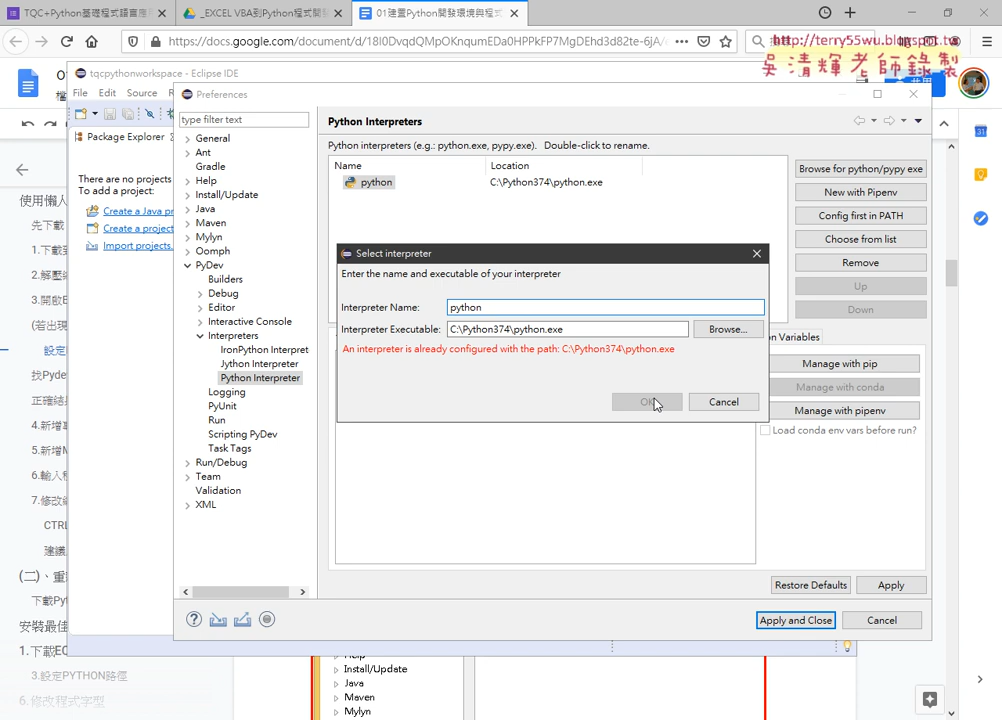 TQC+Python基礎程式語言應
_EXCEL VBA到Python程式開
01建置Python開發環境與程式
https://docs.google.com/document/d/18I0DvqdQMpOKnqumEDa0HPPkFP7MgDEhd3d82te-6jA/
http://terry55wu.blogspot.tw
吳清輝老師錄製
tqcpythonworkspace - Eclipse IDE
File Edit Source
Package Explorer
There are no projects
To add a project:
Create a Java pr
Create a project
Import projects.
使用懶人
先下載
1.下載
2.解壓
3.開啟E
(若出現
設定
找Pyde
正確結
4.新增
5.新增M
6.輸入程
7.修改
CTR
建議
(二)、重
下載Pyt
安裝最佳
1.下載EC
3.設定PYTHON路徑
6.修改程式字型
Preferences
type filter text
General
Ant
Gradle
Help
Install/Update
Java
Maven
Mylyn
Oomph
PyDev
Builders
Debug
Editor
Interactive Console
Interpreters
IronPython Interpret
Jython Interpreter
Python Interpreter
Logging
PyUnit
Run
Scripting PyDev
Task Tags
Run/Debug
Team
Validation
XML
Python Interpreters
Python interpreters (e.g.: python.exe, pypy.exe). Double-click to rename.
Name Location
python C:\Python374\python.exe
Browse for python/pypy exe
New with Pipenv
Config first in PATH
Choose from list
Remove
Up
Down
Select interpreter
Enter the name and executable of your interpreter
Interpreter Name: python
Interpreter Executable: C:\Python374\python.exe Browse...
An interpreter is already configured with the path: C:\Python374\python.exe
OK Cancel
on Variables
Manage with pip
Manage with conda
Manage with pipenv
Load conda env vars before run?
Restore Defaults Apply
Apply and Close Cancel
Help
Install/Update
Java
Maven
Mylyn